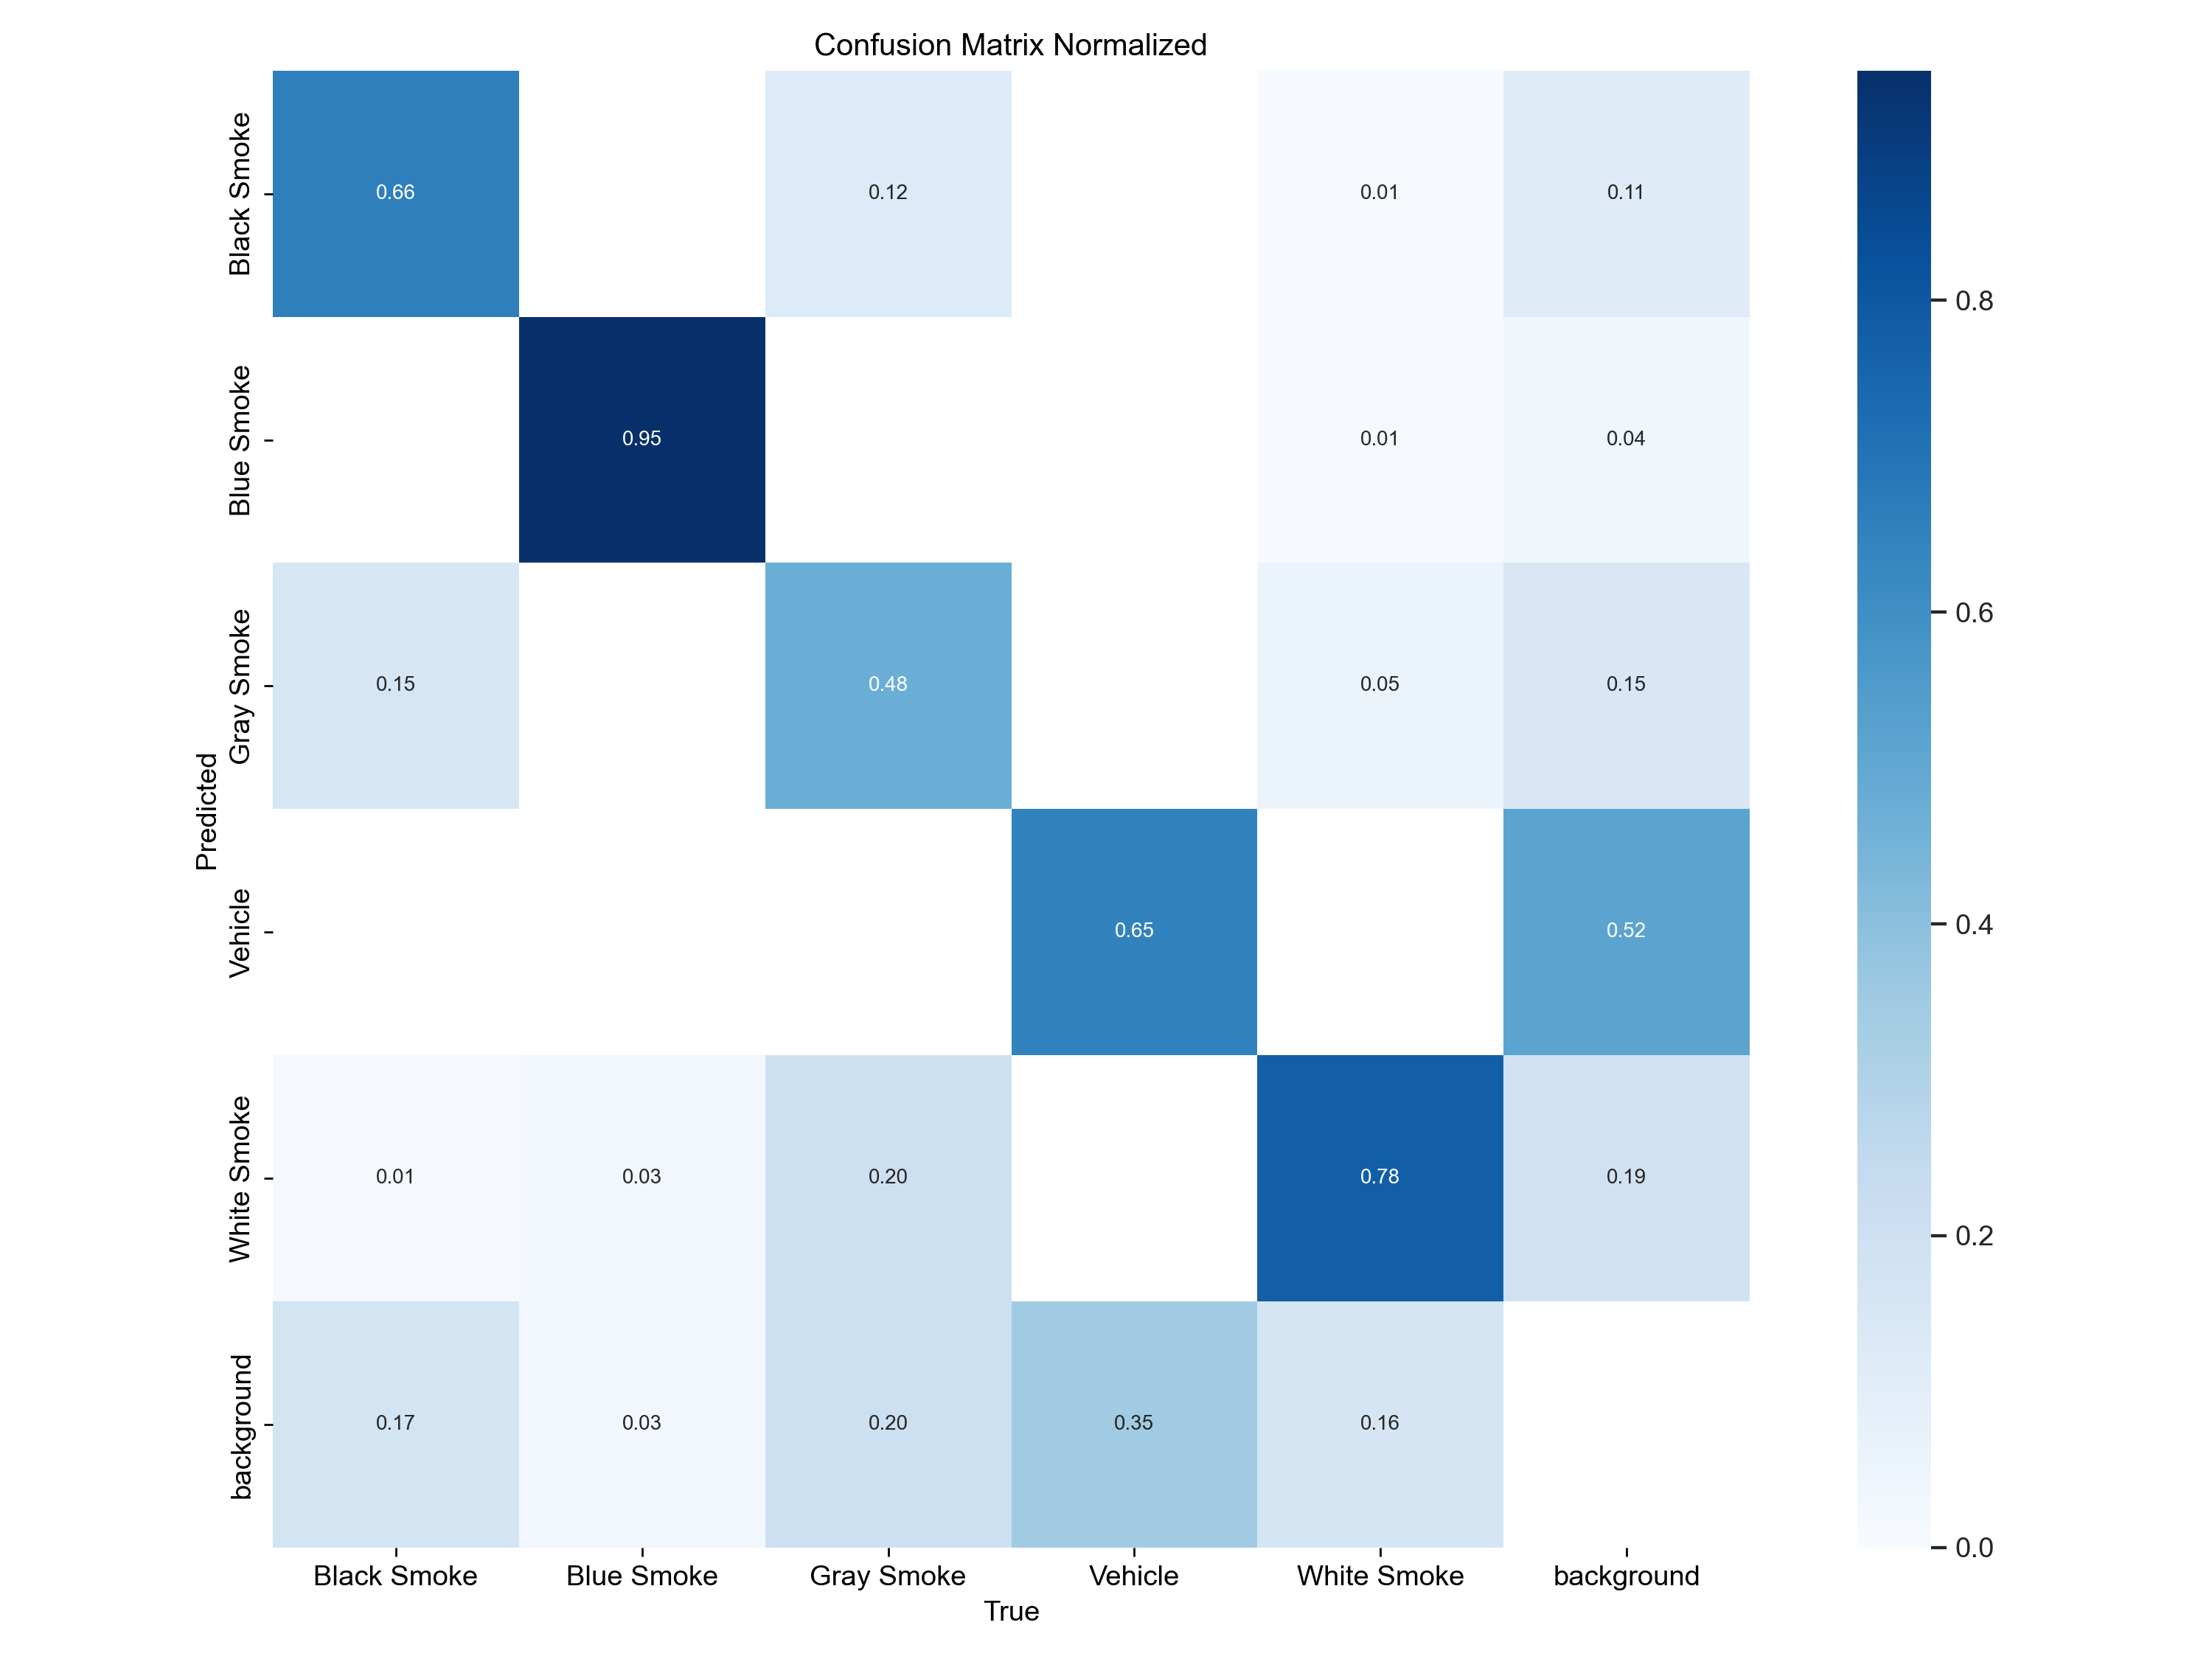 Confusion Matrix Normalized
Black Smoke
0.66
0.12
0.01
0.11
Blue Smoke
0.95
0.01
0.04
Gray Smoke
0.15
0.48
0.05
0.15
Vehicle
0.65
0.52
White Smoke
0.01
0.03
0.20
0.78
0.19
background
0.17
0.03
0.20
0.35
0.16
Predicted
Black Smoke
Blue Smoke
Gray Smoke
Vehicle
White Smoke
background
True
0.8
0.6
0.4
0.2
0.0